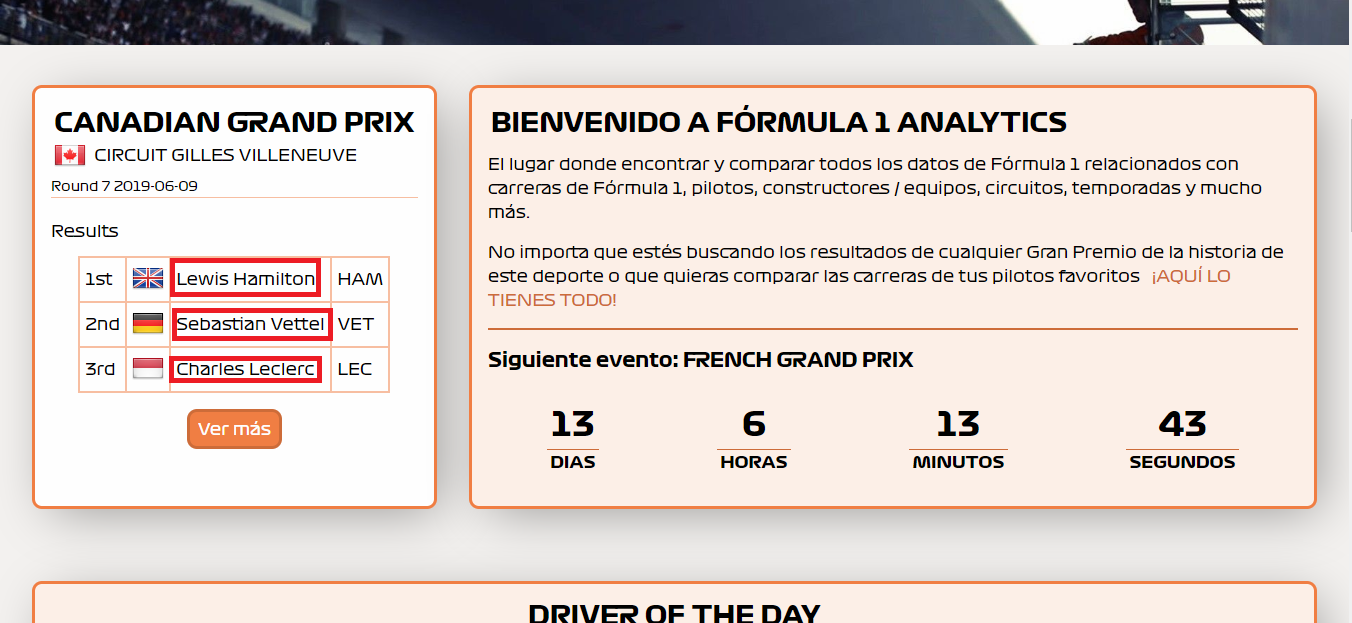 CANADIAN GRAND PRIX
CIRCUIT GILLES VILLENEUVE
Round 7 2019-06-09
Results
1st Lewis Hamilton HAM
2nd Sebastian Vettel VET
3rd Charles Leclerc LEC
Ver más
BIENVENIDO A FÓRMULA 1 ANALYTICS
El lugar donde encontrar y comparar todos los datos de Fórmula 1 relacionados con
carreras de Fórmula 1, pilotos, constructores / equipos, circuitos, temporadas y mucho
más.
No importa que estés buscando los resultados de cualquier Gran Premio de la historia de
este deporte o que quieras comparar las carreras de tus pilotos favoritos ¡AQUÍ LO
TIENES TODO!
Siguiente evento: FRENCH GRAND PRIX
13 6 13 43
DIAS HORAS MINUTOS SEGUNDOS
DRIVER OF THE DAY